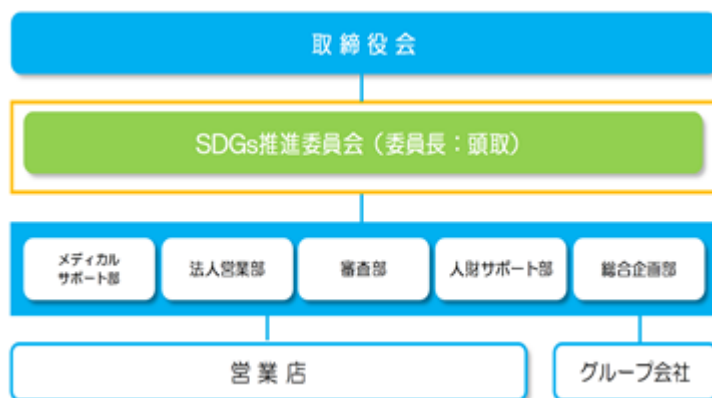 取締役会
SDGs推進委員会（委員長：頭取）
メディカル
サポート部
法人営業部
審査部
人財サポート部
総合企画部
営業店
グループ会社